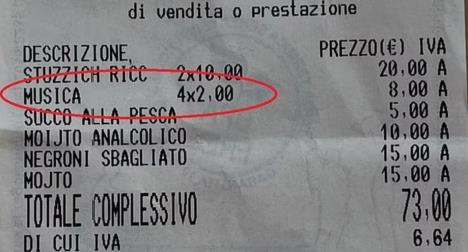 di vendita o prestazione
DESCRIZIONE, PREZZO(€) IVA
STUZZICH RICC 2x10,00 20,00 A
MUSICA 4x2,00 8,00 A
SUCCO ALLA PESCA 5,00 A
MOIJTO ANALCOLICO 10,00 A
NEGRONI SBAGLIATO 15,00 A
MOJTO 15,00 A
TOTALE COMPLESSIVO 73,00
DI CUI IVA 6,64